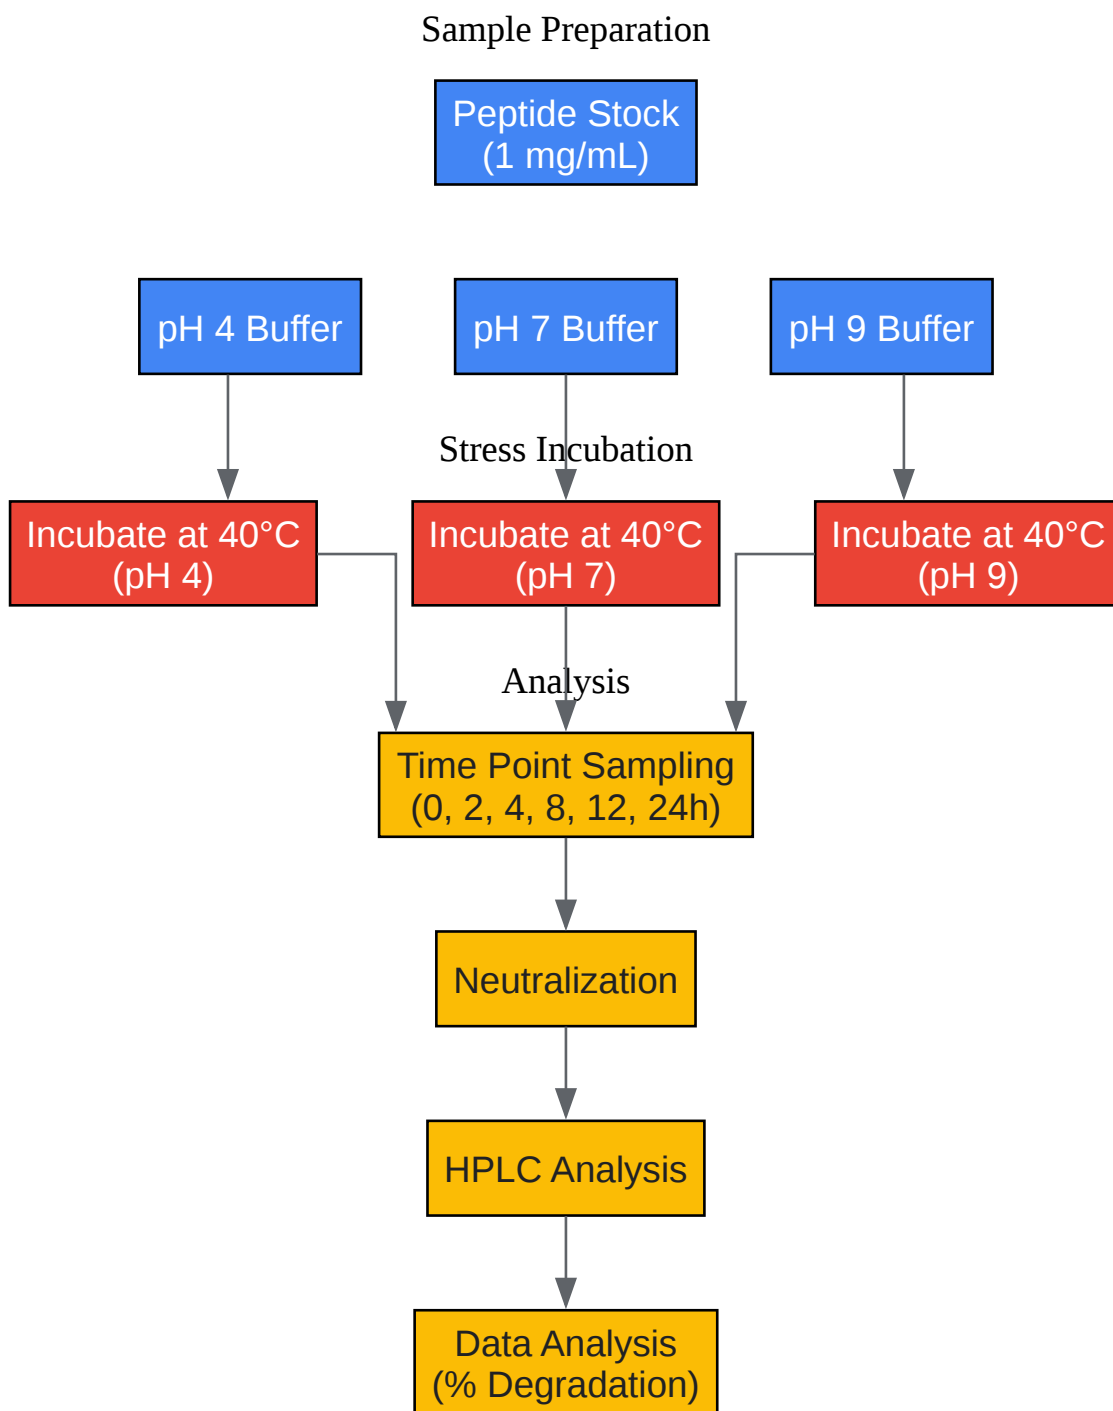 Sample Preparation
Peptide Stock
(1 mg/mL)
pH 4 Buffer
pH 7 Buffer
pH 9 Buffer
Stress Incubation
Incubate at 40°C
(pH 4)
Incubate at 40°C
(pH 7)
Incubate at 40°C
(pH 9)
Analysis
Time Point Sampling
(0, 2, 4, 8, 12, 24h)
Neutralization
HPLC Analysis
Data Analysis
(% Degradation)